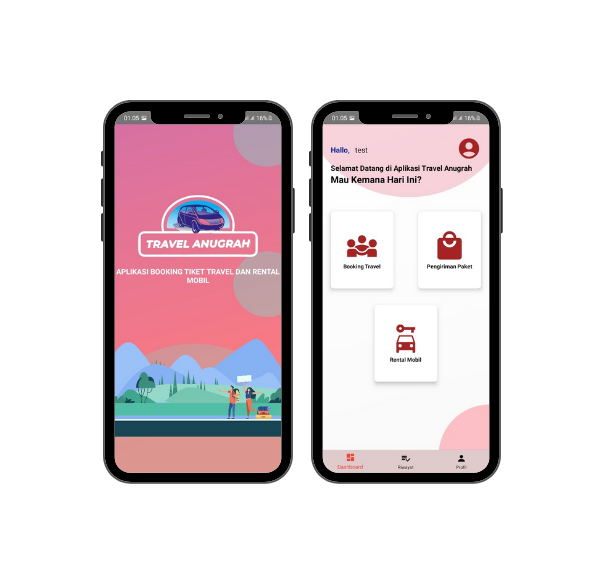 01.05
16%
TRAVEL ANUGRAH
APLIKASI BOOKING TIKET TRAVEL DAN RENTAL
MOBIL
01.05
16%
Hallo, test
Selamat Datang di Aplikasi Travel Anugrah
Mau Kemana Hari Ini?
Booking Travel
Pengiriman Paket
Rental Mobil
Dashboard
Riwayat
Profil